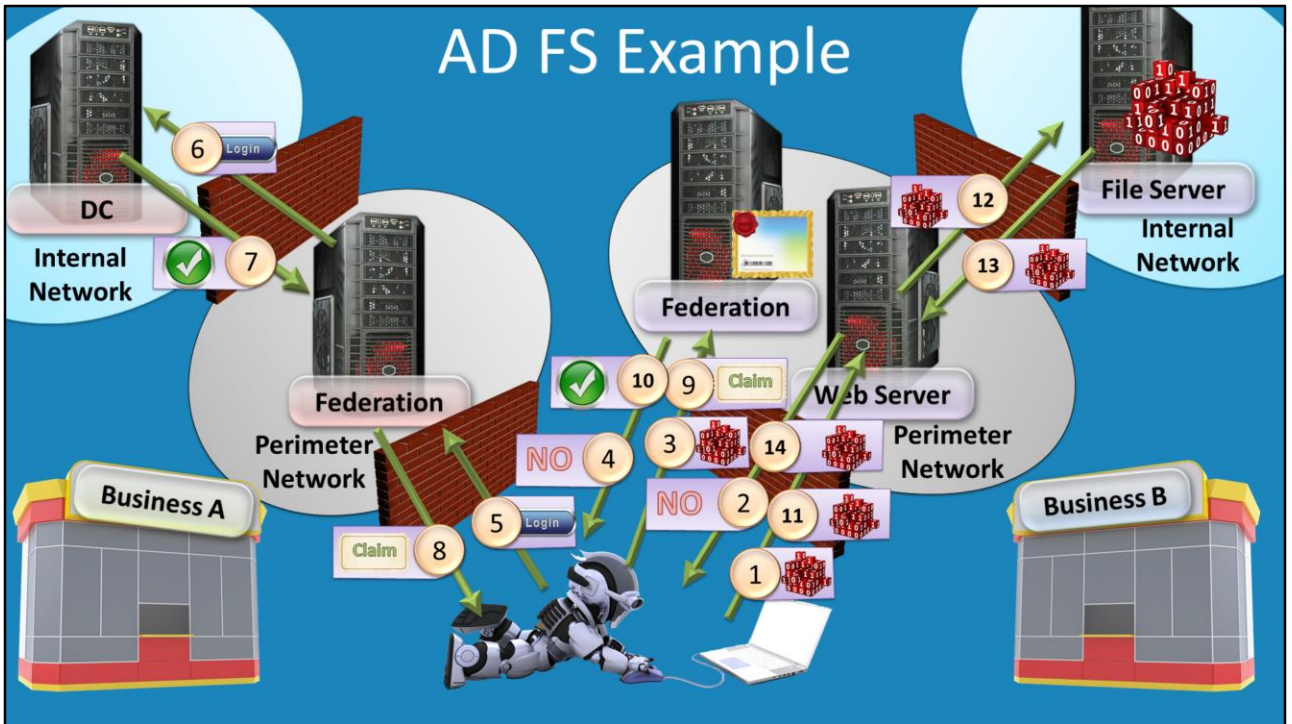 AD FS Example
6
Login
DC
7
Internal
Network
Federation
Perimeter
Network
Business A
Claim
8
5
Login
Federation
10
9
Claim
NO
4
3
14
NO
2
11
1
Web Server
Perimeter
Network
12
13
File Server
Internal
Network
Business B